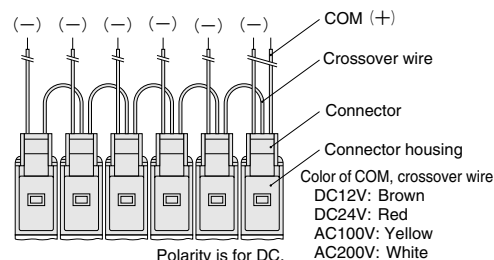 (−) (−) (−) (−) (−) (−)
COM (+)
Crossover wire
Connector
Connector housing
Color of COM, crossover wire
DC12V: Brown
DC24V: Red
AC100V: Yellow
AC200V: White
Polarity is for DC.